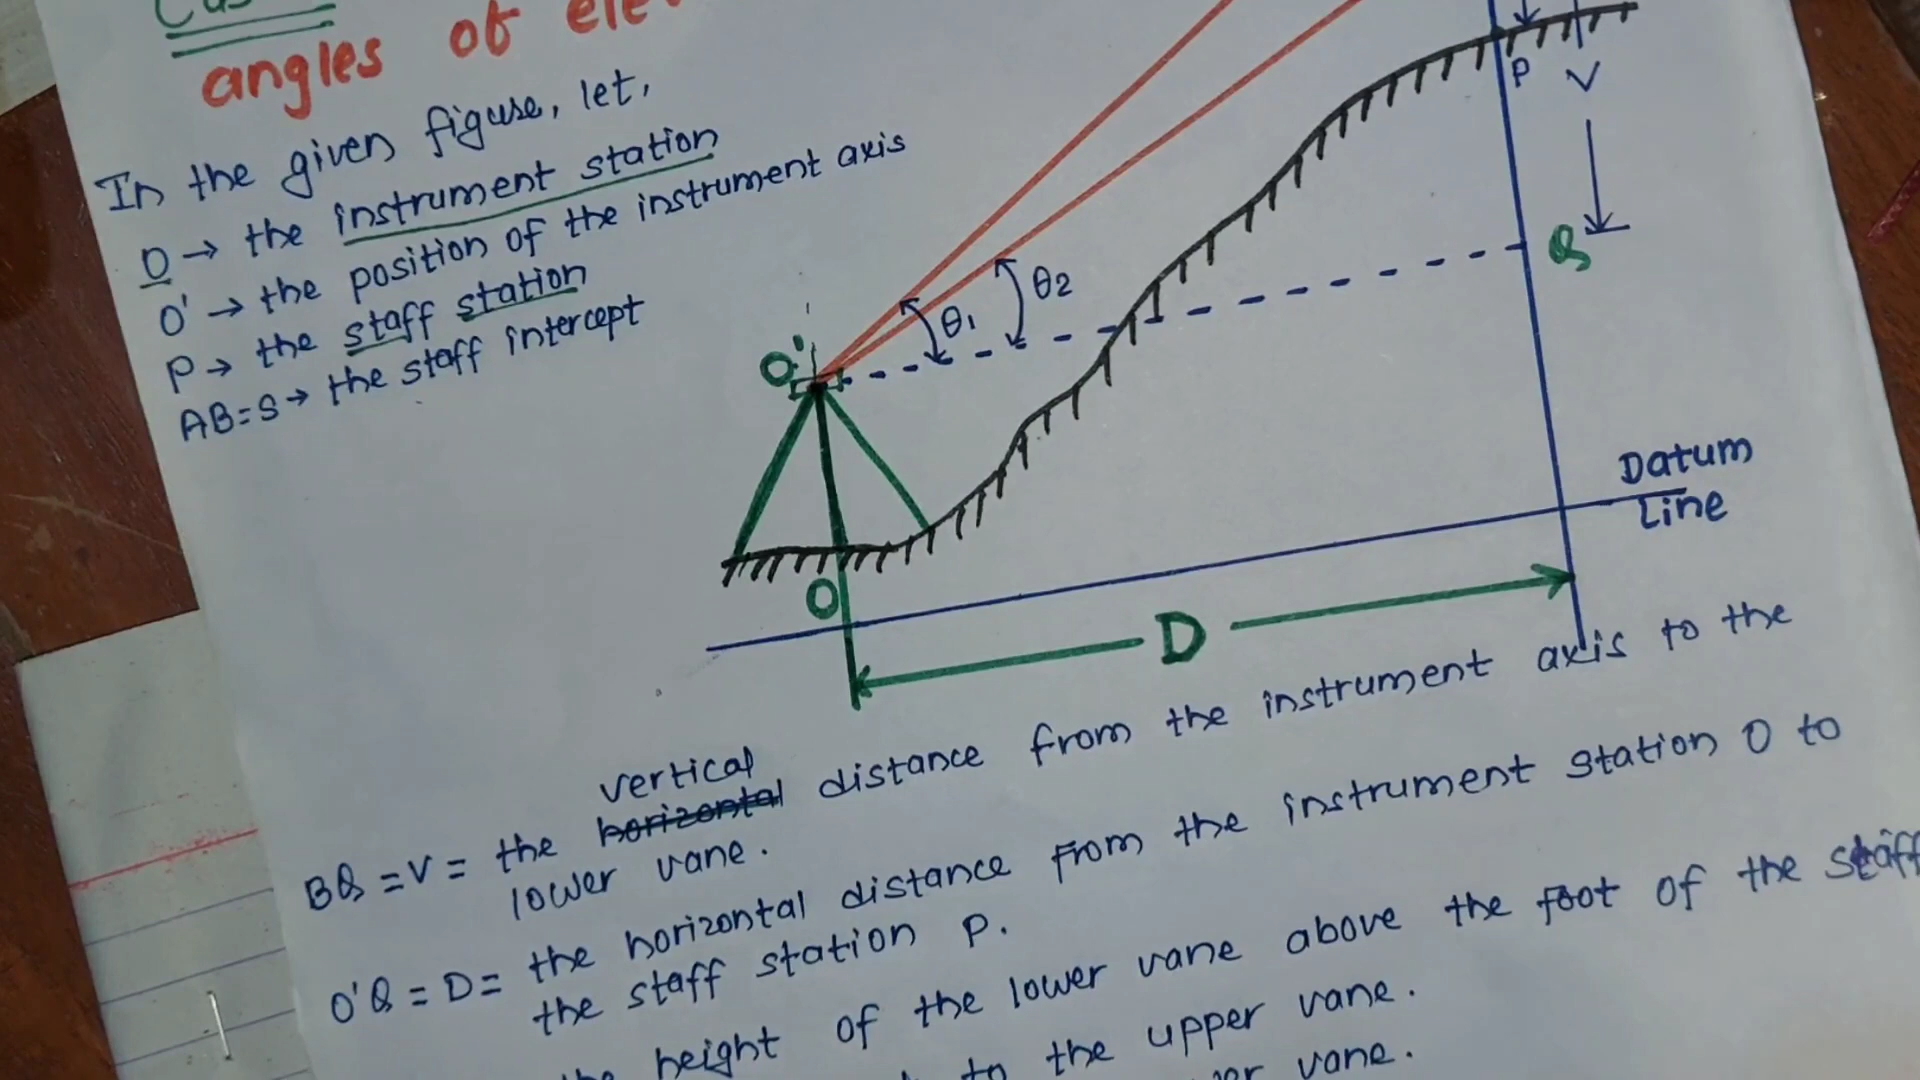 angles of ele
In the given figure, let,
O → the instrument station
O' → the position of the instrument axis
P → the staff station
AB=S → the staff intercept
P
V
Q
θ2
θ1
O'
Datum
Line
O
D
vertical
BQ = V = the horizontal distance from the instrument axis to the
lower vane.
O'Q = D = the horizontal distance from the instrument station O to
the staff station P.
height of the lower vane above the foot of the staff
to the upper vane.
vane.